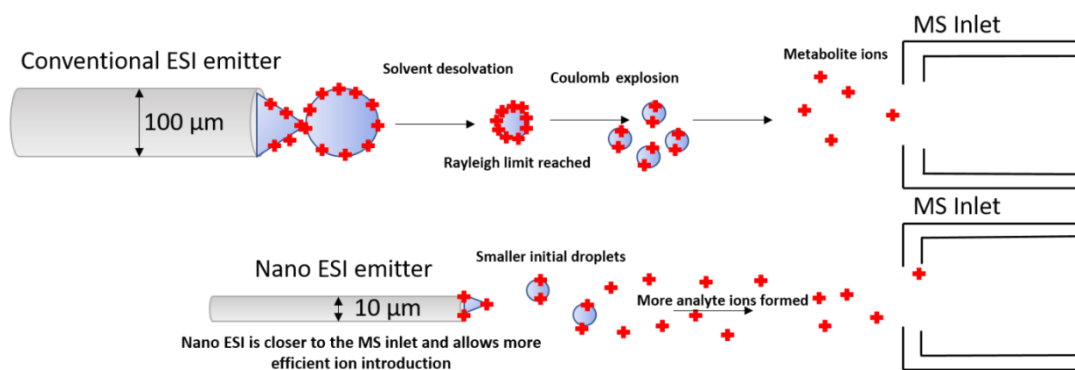 MS Inlet
Conventional ESI emitter
Solvent desolvation
Coulomb explosion
Metabolite ions
100 µm
Rayleigh limit reached
MS Inlet
Nano ESI emitter
Smaller initial droplets
10 µm
More analyte ions formed
Nano ESI is closer to the MS inlet and allows more
efficient ion introduction